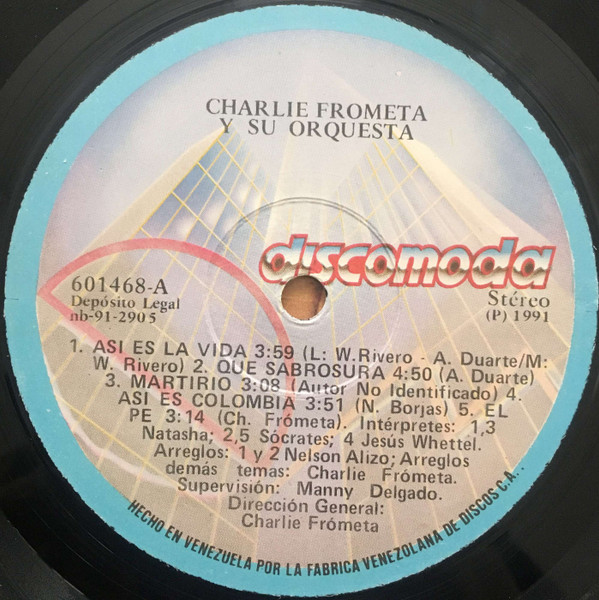 CHARLIE FROMETA
Y SU ORQUESTA
discomoda
601468-A
Depósito Legal
nb-91-2905
Stéreo
(P) 1991
1. ASI ES LA VIDA 3:59 (L: W. Rivero - A. Duarte/M:
W. Rivero) 2. QUE SABROSURA 4:50 (A. Duarte)
3. MARTIRIO 3:08 (Autor No Identificado) 4.
ASI ES COLOMBIA 3:51 (N. Borjas) 5. EL
PE 3:14 (Ch. Frómeta). Intérpretes: 1,3
Natasha; 2,5 Sócrates; 4 Jesús Whettel.
Arreglos: 1 y 2 Nelson Alizo; Arreglos
demás temas: Charlie Frómeta.
Supervisión: Manny Delgado.
Dirección General:
Charlie Frómeta
HECHO EN VENEZUELA POR LA FABRICA VENEZOLANA DE DISCOS C.A..